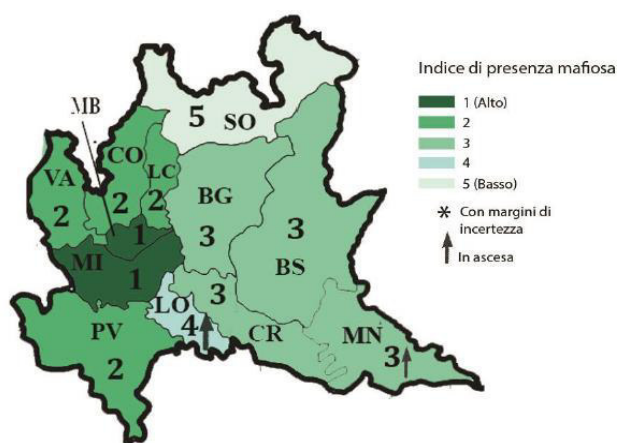 Indice di presenza mafiosa
1 (Alto)
2
3
4
5 (Basso)
* Con margini di
incertezza
In ascesa
5 SO
MB
CO
LC
VA
BG
2
2
2
3
3
1
MI
1
BS
LO
3
4
PV
CR
MN
2
3